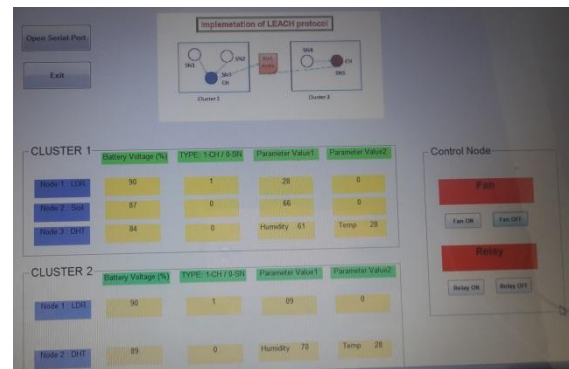 Open Serial Port
Exit
Implemetation of LEACH protocol
SN1
SN2
SN3
CH
Cluster 1
SN4
CH
SN5
Cluster 2
CLUSTER 1
Battery Voltage (%) TYPE: 1-CH / 0-SN Parameter Value1 Parameter Value2
Node 1 : LDR 90 1 28 0
Node 2 : Soil 87 0 66 0
Node 3 : DHT 84 0 Humidity 61 Temp 28
CLUSTER 2
Battery Voltage (%) TYPE: 1-CH / 0-SN Parameter Value1 Parameter Value2
Node 1 : LDR 90 1 09 0
Node 2 : DHT 89 0 Humidity 78 Temp 28
Control Node
Fan
Fan ON Fan OFF
Relay
Relay ON Relay OFF